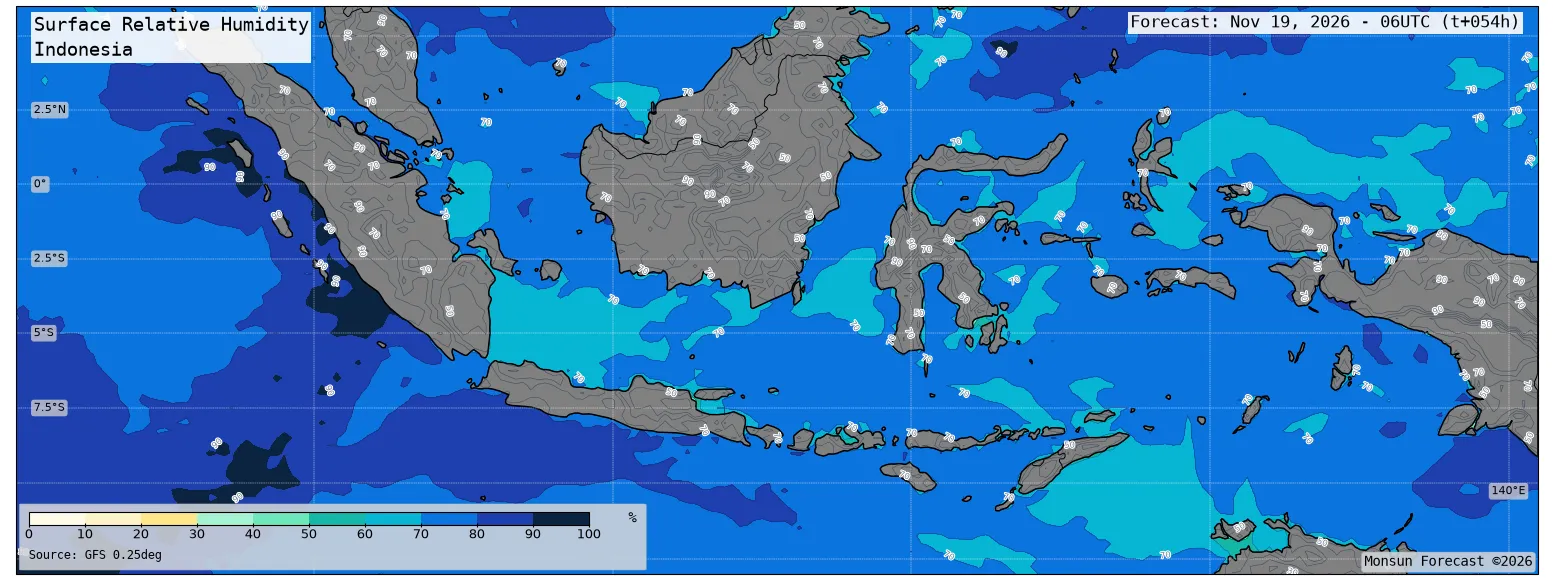 Surface Relative Humidity
Indonesia
Forecast: Nov 19, 2026 - 06UTC (t+054h)
2.5°N
0°
2.5°S
5°S
7.5°S
140°E
%
0 10 20 30 40 50 60 70 80 90 100
Source: GFS 0.25deg
Monsun Forecast ©2026